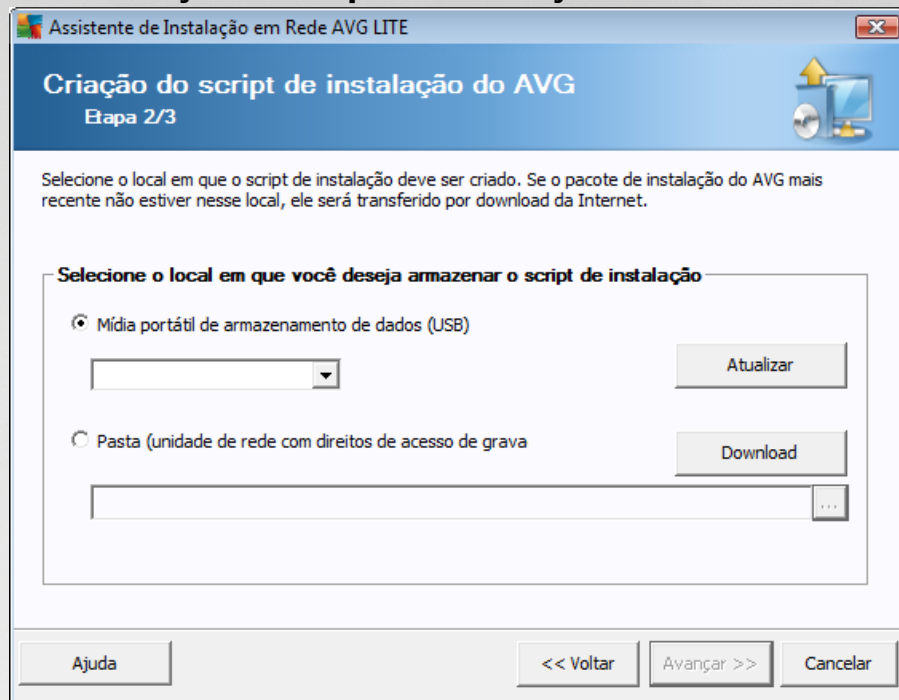 Assistente de Instalação em Rede AVG LITE
Criação do script de instalação do AVG
Etapa 2/3
Selecione o local em que o script de instalação deve ser criado. Se o pacote de instalação do AVG mais
recente não estiver nesse local, ele será transferido por download da Internet.
Selecione o local em que você deseja armazenar o script de instalação
Mídia portátil de armazenamento de dados (USB)
Atualizar
Pasta (unidade de rede com direitos de acesso de grava
Download
...
Ajuda
<< Voltar
Avançar >>
Cancelar